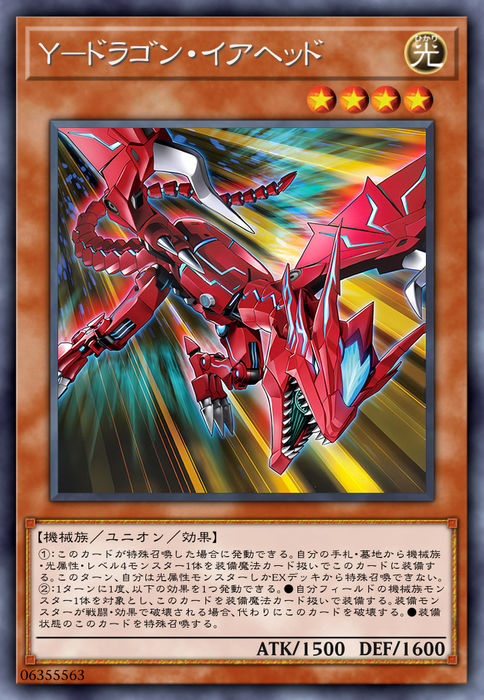 Y－ドラゴン・イアヘッド
ひかり
光
【機械族／ユニオン／効果】
①：このカードが特殊召喚した場合に発動できる。自分の手札・墓地から機械族
・光属性・レベル4モンスター1体を装備魔法カード扱いでこのカードに装備す
る。このターン、自分は光属性モンスターしかEXデッキから特殊召喚できない。
②：1ターンに1度、以下の効果を1つ発動できる。●自分フィールドの機械族モン
スター1体を対象とし、このカードを装備魔法カード扱いで装備する。装備モン
スターが戦闘・効果で破壊される場合、代わりにこのカードを破壊する。●装備
状態のこのカードを特殊召喚する。
ATK/1500 DEF/1600
06355563